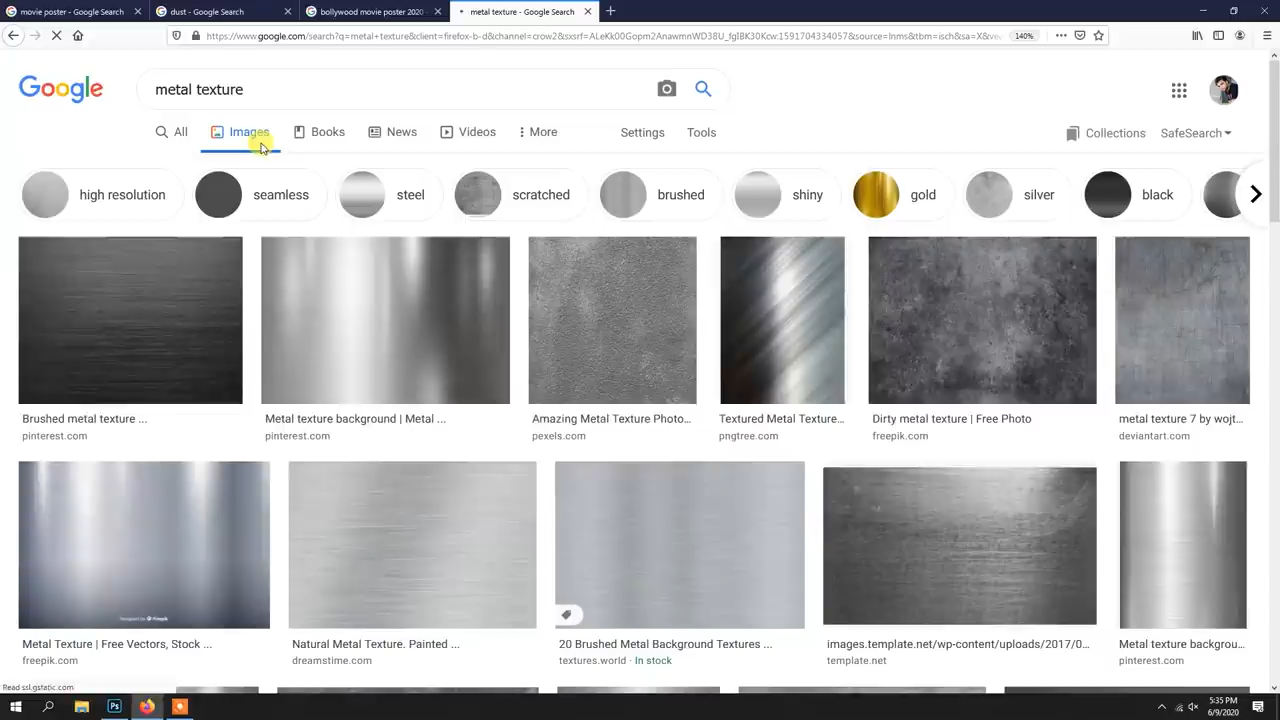 movie poster - Google Search
dust - Google Search
bollywood movie poster 2020 -
metal texture - Google Search
140%
Google
metal texture
All
Images
Books
News
Videos
More
Settings
Tools
Collections
SafeSearch
high resolution
seamless
steel
scratched
brushed
shiny
gold
silver
black
Brushed metal texture ...
pinterest.com
Metal texture background | Metal ...
pinterest.com
Amazing Metal Texture Photo...
pexels.com
Textured Metal Texture...
pngtree.com
Dirty metal texture | Free Photo
freepik.com
metal texture 7 by wojt...
deviantart.com
Metal Texture | Free Vectors, Stock ...
freepik.com
Natural Metal Texture. Painted ...
dreamstime.com
20 Brushed Metal Background Textures ...
textures.world · In stock
images.template.net/wp-content/uploads/2017/0...
template.net
Metal texture backgrou...
pinterest.com
Read ssl.gstatic.com
5:35 PM
6/9/2020